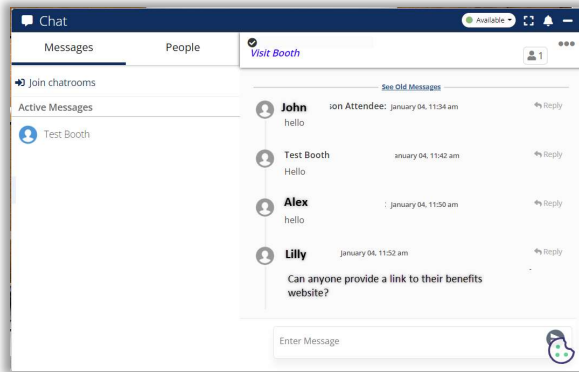 Chat
Available
Messages People
Join chatrooms
Active Messages
Test Booth
Visit Booth
1
See Old Messages
John son Attendee: January 04, 11:34 am Reply
hello
Test Booth anuary 04, 11:42 am Reply
Hello
Alex : January 04, 11:50 am Reply
hello
Lilly January 04, 11:52 am Reply
Can anyone provide a link to their benefits
website?
Enter Message